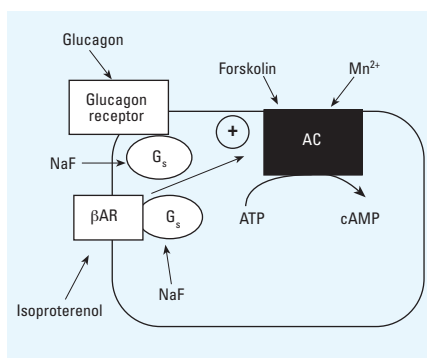 Glucagon
Forskolin
Mn²⁺
Glucagon
receptor
+
AC
NaF
Gₛ
βAR
Gₛ
ATP
cAMP
NaF
Isoproterenol